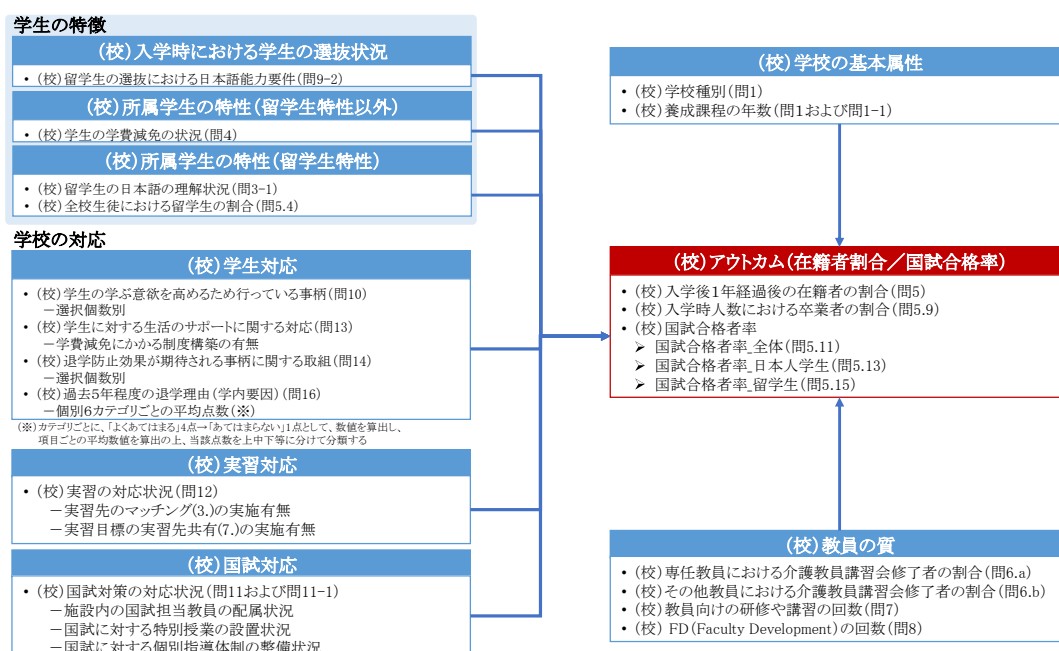 学生の特徴
(校)入学時における学生の選抜状況
• (校)留学生の選抜における日本語能力要件(問9-2)
(校)所属学生の特性(留学生特性以外)
• (校)学生の学費減免の状況(問4)
(校)所属学生の特性(留学生特性)
• (校)留学生の日本語の理解状況(問3-1)
• (校)全校生徒における留学生の割合(問5.4)
学校の対応
(校)学生対応
• (校)学生の学ぶ意欲を高めるため行っている事柄(問10)
－選択個数別
• (校)学生に対する生活のサポートに関する対応(問13)
－学費減免にかかる制度構築の有無
• (校)退学防止効果が期待される事柄に関する取組(問14)
－選択個数別
• (校)過去5年程度の退学理由(学内要因)(問16)
－個別6カテゴリごとの平均点数(※)
(※)カテゴリごとに、「よくあてはまる」4点→「あてはまらない」1点として、数値を算出し、
項目ごとの平均数値を算出の上、当該点数を上中下等に分けて分類する
(校)実習対応
• (校)実習の対応状況(問12)
－実習先のマッチング(3.)の実施有無
－実習目標の実習先共有(7.)の実施有無
(校)国試対応
• (校)国試対策の対応状況(問11および問11-1)
－施設内の国試担当教員の配属状況
－国試に対する特別授業の設置状況
－国試に対する個別指導体制の整備状況
(校)学校の基本属性
• (校)学校種別(問1)
• (校)養成課程の年数(問1および問1-1)
(校)アウトカム(在籍者割合／国試合格率)
• (校)入学後1年経過後の在籍者の割合(問5)
• (校)入学時人数における卒業者の割合(問5.9)
• (校)国試合格者率
➢ 国試合格者率_全体(問5.11)
➢ 国試合格者率_日本人学生(問5.13)
➢ 国試合格者率_留学生(問5.15)
(校)教員の質
• (校)専任教員における介護教員講習会修了者の割合(問6.a)
• (校)その他教員における介護教員講習会修了者の割合(問6.b)
• (校)教員向けの研修や講習の回数(問7)
• (校) FD(Faculty Development)の回数(問8)